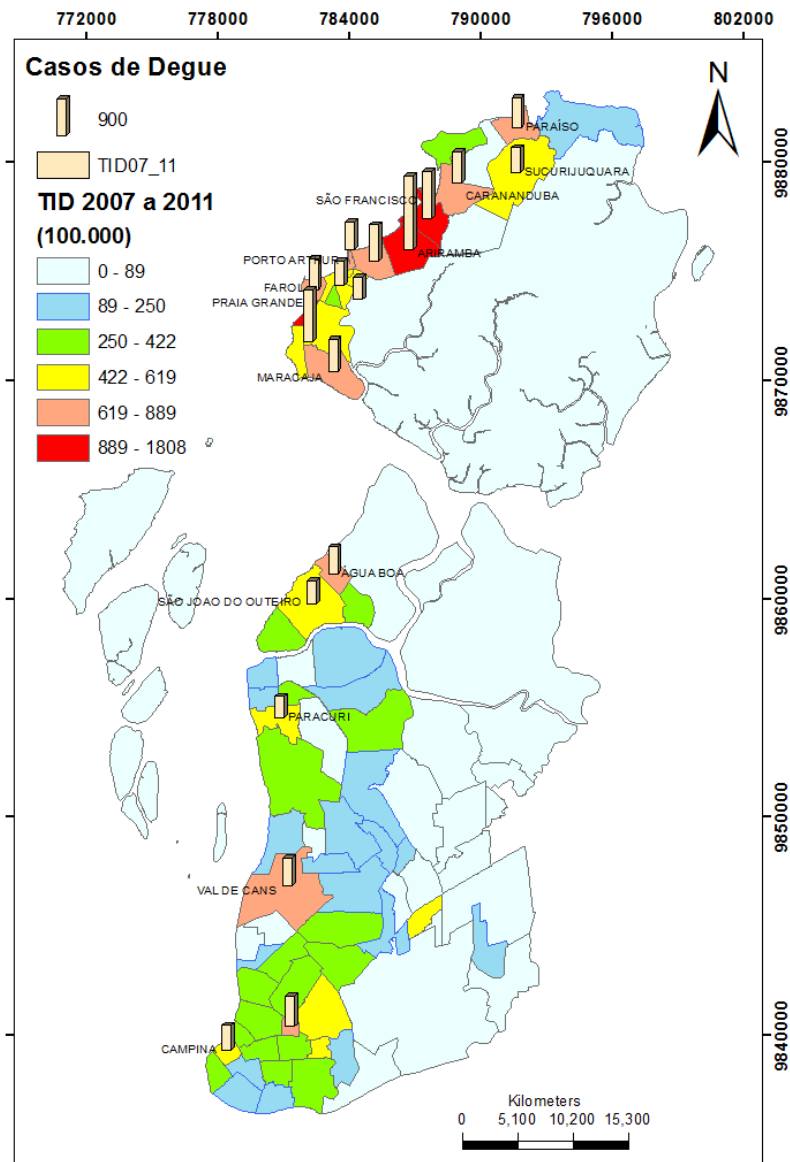 772000 778000 784000 790000 796000 802000
Casos de Degue
900
TID07_11
TID 2007 a 2011
(100.000)
0 - 89
89 - 250
250 - 422
422 - 619
619 - 889
889 - 1808
N
PARAÍSO
SUCURIJUQUARA
CARANANDUBA
SÃO FRANCISCO
ARIRAMBA
PORTO ARTHUR
FAROL
PRAIA GRANDE
MARACAJA
ÁGUA BOA
SÃO JOAO DO OUTEIRO
PARACURI
VAL DE CANS
CAMPINA
9880000
9870000
9860000
9850000
9840000
Kilometers
0 5,100 10,200 15,300